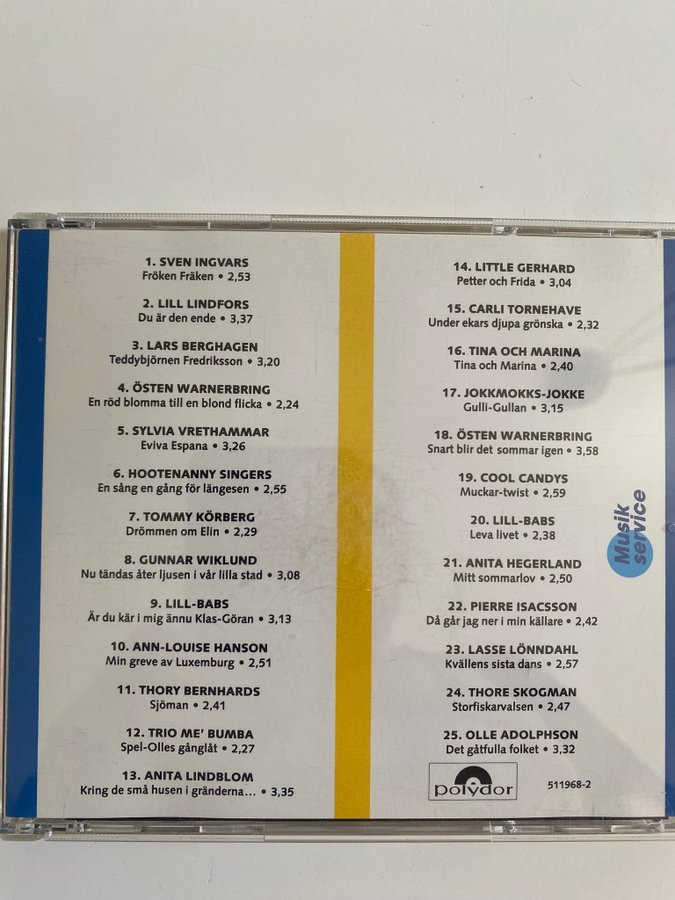 1. SVEN INGVARS
Fröken Fräken • 2,53
2. LILL LINDFORS
Du är den ende • 3,37
3. LARS BERGHAGEN
Teddybjörnen Fredriksson • 3,20
4. ÖSTEN WARNERBRING
En röd blomma till en blond flicka • 2,24
5. SYLVIA VRETHAMMAR
Eviva Espana • 3,26
6. HOOTENANNY SINGERS
En sång en gång för längesen • 2,55
7. TOMMY KÖRBERG
Drömmen om Elin • 2,29
8. GUNNAR WIKLUND
Nu tändas åter ljusen i vår lilla stad • 3,08
9. LILL-BABS
Är du kär i mig ännu Klas-Göran • 3,13
10. ANN-LOUISE HANSON
Min greve av Luxemburg • 2,51
11. THORY BERNHARDS
Sjöman • 2,41
12. TRIO ME' BUMBA
Spel-Olles gånglåt • 2,27
13. ANITA LINDBLOM
Kring de små husen i gränderna... • 3,35
14. LITTLE GERHARD
Petter och Frida • 3,04
15. CARLI TORNEHAVE
Under ekars djupa grönska • 2,32
16. TINA OCH MARINA
Tina och Marina • 2,40
17. JOKKMOKKS-JOKKE
Gulli-Gullan • 3,15
18. ÖSTEN WARNERBRING
Snart blir det sommar igen • 3,58
19. COOL CANDYS
Muckar-twist • 2,59
20. LILL-BABS
Leva livet • 2,38
21. ANITA HEGERLAND
Mitt sommarlov • 2,50
22. PIERRE ISACSSON
Då går jag ner i min källare • 2,42
23. LASSE LÖNNDAHL
Kvällens sista dans • 2,57
24. THORE SKOGMAN
Storfiskarvalsen • 2,47
25. OLLE ADOLPHSON
Det gåtfulla folket • 3,32
polydor
511968-2
Musik
service